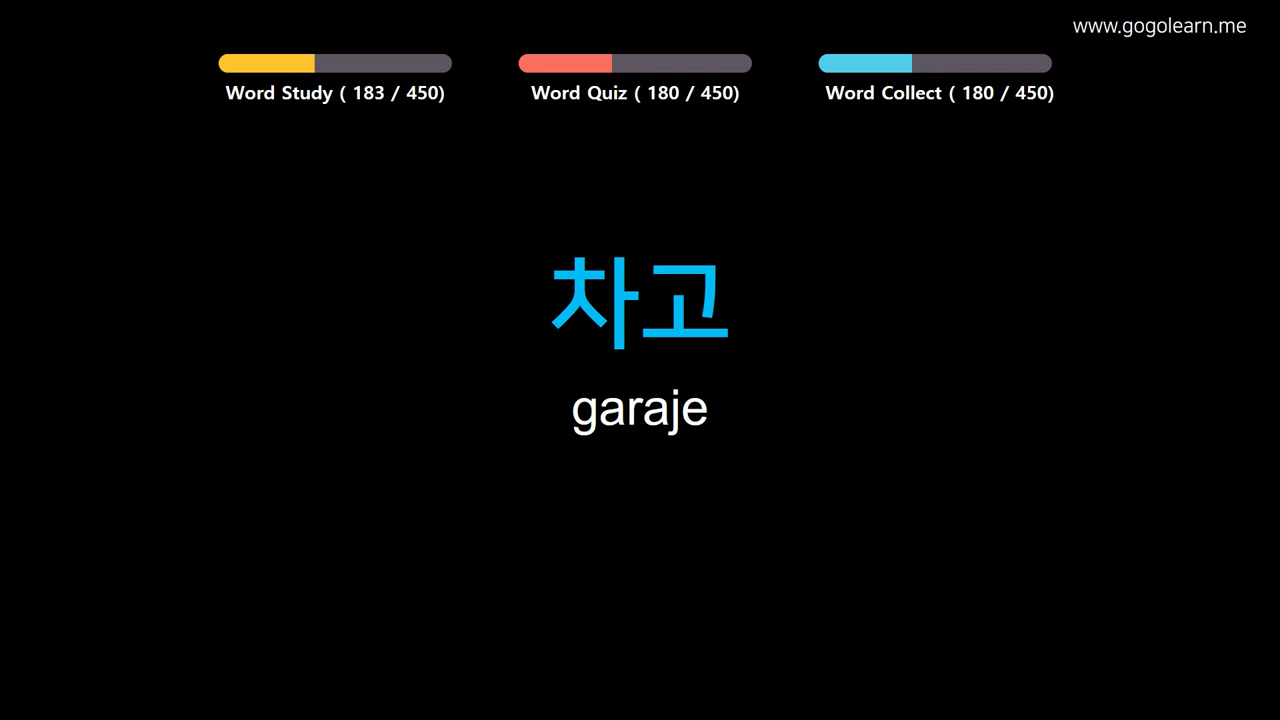 www.gogolearn.me
Word Study ( 183 / 450)
Word Quiz ( 180 / 450)
Word Collect ( 180 / 450)
차고
garaje